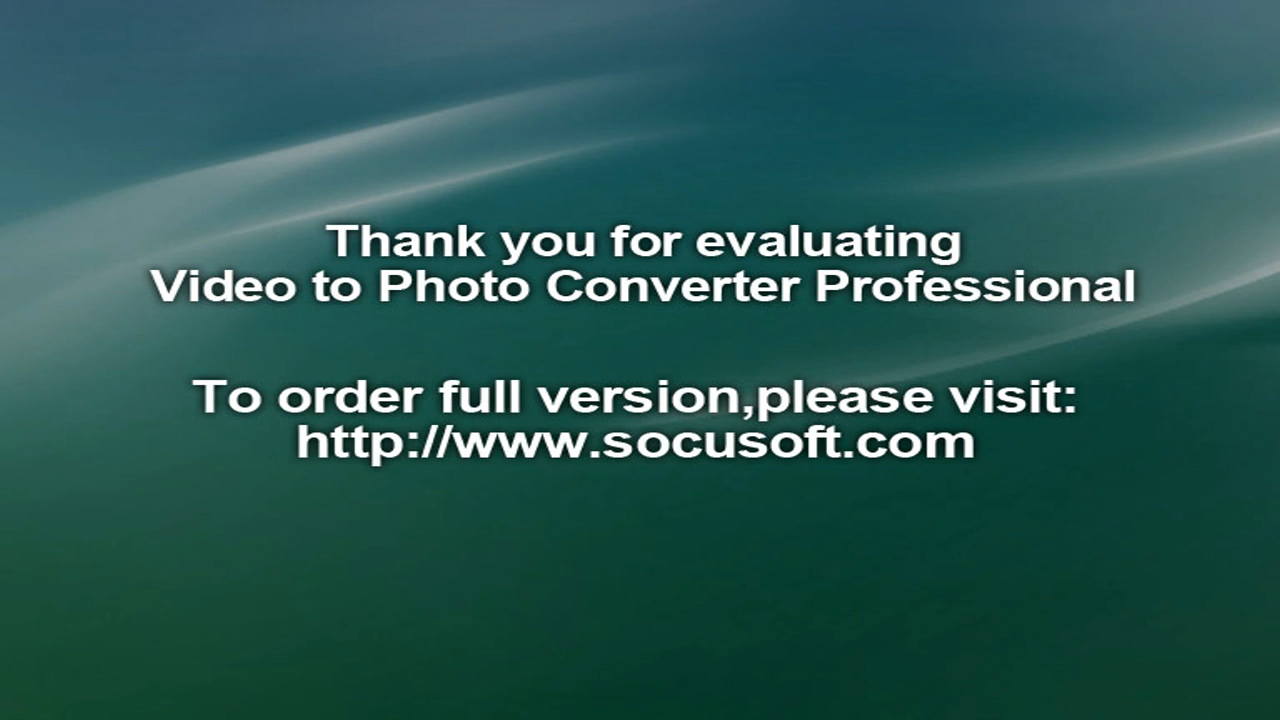 Thank you for evaluating
Video to Photo Converter Professional
To order full version,please visit:
http://www.socusoft.com